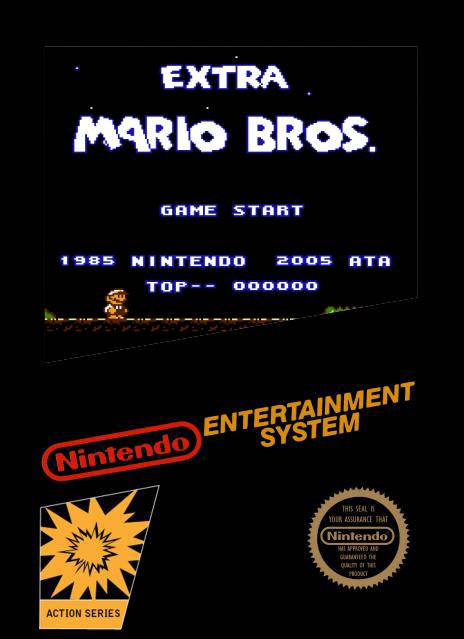 EXTRA
MARIO BROS.
GAME START
1985 NINTENDO 2005 ATA
TOP-- 000000
Nintendo
ENTERTAINMENT
SYSTEM
ACTION SERIES
THIS SEAL IS
YOUR ASSURANCE THAT
Nintendo
HAS APPROVED AND
GUARANTEED THE
QUALITY OF THIS
PRODUCT